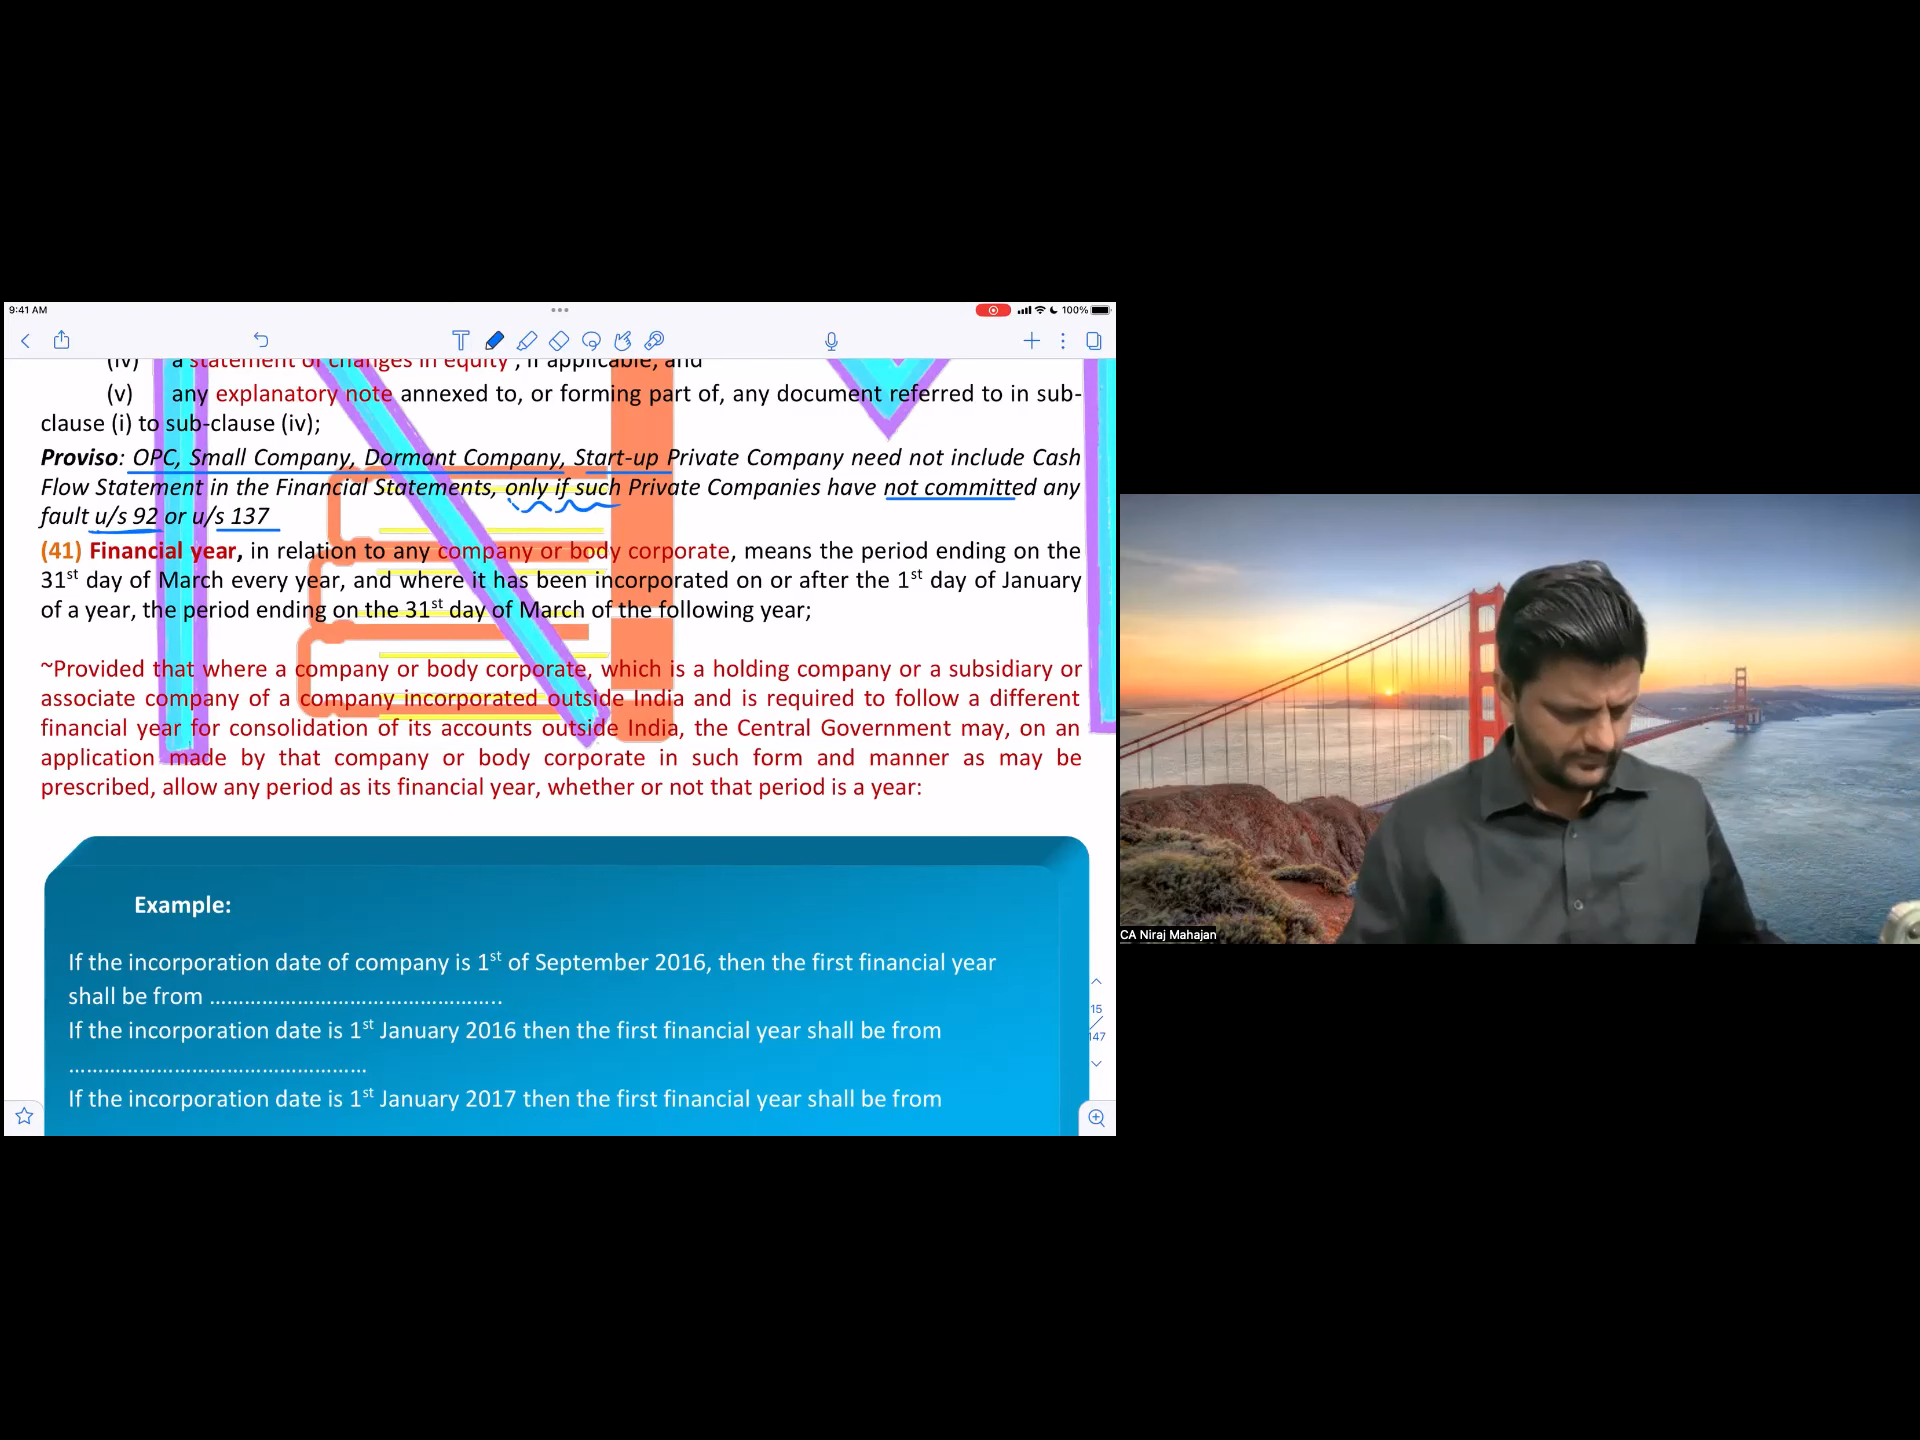 9:41 AM
100%
(iv) a statement of changes in equity , if applicable; and
(v) any explanatory note annexed to, or forming part of, any document referred to in sub-
clause (i) to sub-clause (iv);
Proviso: OPC, Small Company, Dormant Company, Start-up Private Company need not include Cash
Flow Statement in the Financial Statements, only if such Private Companies have not committed any
fault u/s 92 or u/s 137
(41) Financial year, in relation to any company or body corporate, means the period ending on the
31st day of March every year, and where it has been incorporated on or after the 1st day of January
of a year, the period ending on the 31st day of March of the following year;
~Provided that where a company or body corporate, which is a holding company or a subsidiary or
associate company of a company incorporated outside India and is required to follow a different
financial year for consolidation of its accounts outside India, the Central Government may, on an
application made by that company or body corporate in such form and manner as may be
prescribed, allow any period as its financial year, whether or not that period is a year:
Example:
If the incorporation date of company is 1st of September 2016, then the first financial year
shall be from …………………………………………..
If the incorporation date is 1st January 2016 then the first financial year shall be from
……………………………………………
If the incorporation date is 1st January 2017 then the first financial year shall be from
15
147
CA Niraj Mahajan